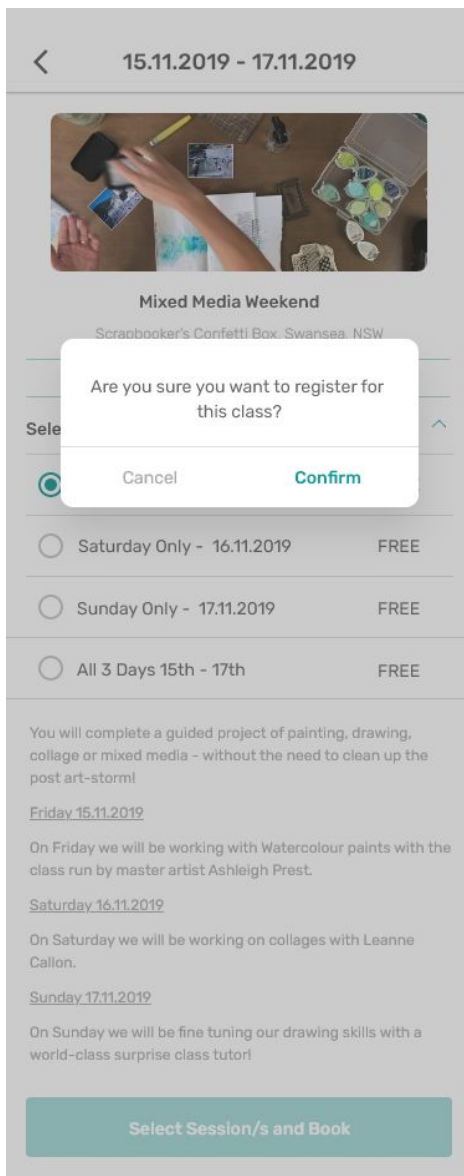 15.11.2019 - 17.11.2019
Mixed Media Weekend
Scrapbooker's Confetti Box, Swansea, NSW
Are you sure you want to register for
this class?
Sele
Cancel Confirm
Saturday Only - 16.11.2019 FREE
Sunday Only - 17.11.2019 FREE
All 3 Days 15th - 17th FREE
You will complete a guided project of painting, drawing,
collage or mixed media - without the need to clean up the
post art-storm!
Friday 15.11.2019
On Friday we will be working with Watercolour paints with the
class run by master artist Ashleigh Prest.
Saturday 16.11.2019
On Saturday we will be working on collages with Leanne
Callon.
Sunday 17.11.2019
On Sunday we will be fine tuning our drawing skills with a
world-class surprise class tutor!
Select Session/s and Book